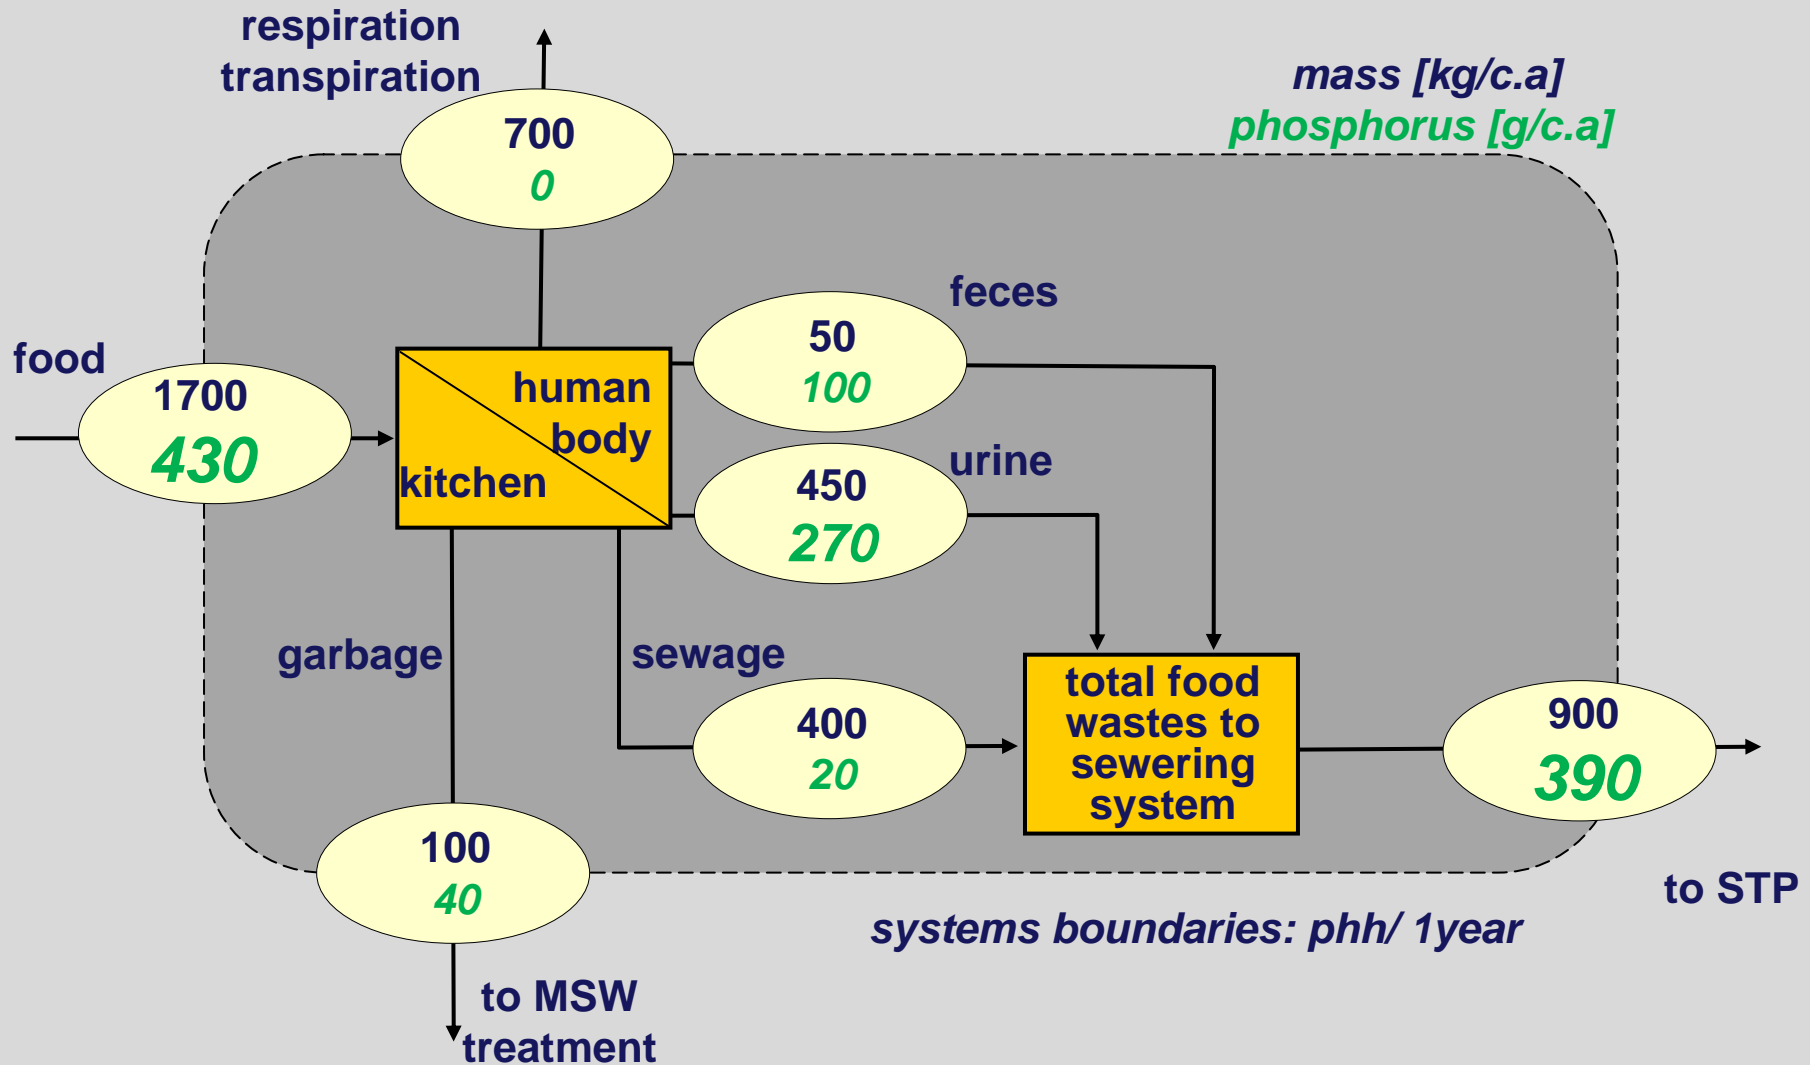 respiration
transpiration
mass [kg/c.a]
phosphorus [g/c.a]
700
0
food
1700
430
human
body
kitchen
feces
50
100
urine
450
270
garbage
sewage
400
20
total food
wastes to
sewering
system
900
390
to STP
100
40
systems boundaries: phh/ 1year
to MSW
treatment